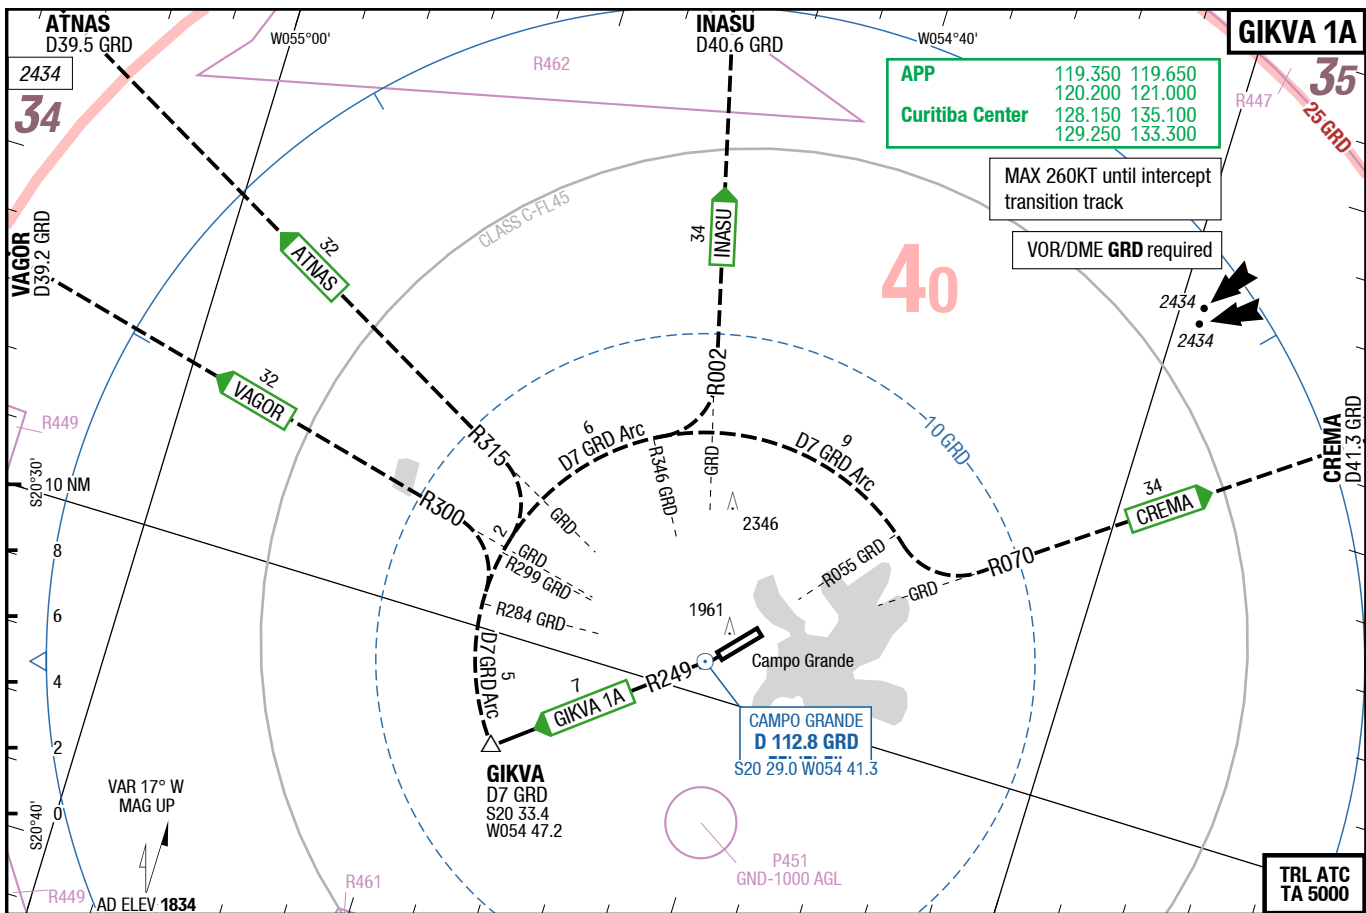 ATNAS
D39.5 GRD
W055°00'
INASU
D40.6 GRD
W054°40'
GIKVA 1A
2434
34
R462
APP 119.350 119.650
120.200 121.000
Curitiba Center 128.150 135.100
129.250 133.300
35
R447
25 GRD
MAX 260KT until intercept
transition track
VOR/DME GRD required
CLASS C-FL45
40
VAGOR
D39.2 GRD
32
ATNAS
34
INASU
2434
2434
32
VAGOR
R002
R449
R315
6
D7 GRD Arc
9
D7 GRD Arc
10 GRD
CREMA
D41.3 GRD
R346 GRD
GRD
S20°30'
10 NM
R300
2
GRD
GRD
R299 GRD
R284 GRD
2346
34
CREMA
R055 GRD
R070
GRD
8
6
4
2
0
1961
Campo Grande
D7 GRD Arc
5
7
GIKVA 1A
R249
CAMPO GRANDE
D 112.8 GRD
S20 29.0 W054 41.3
GIKVA
D7 GRD
S20 33.4
W054 47.2
VAR 17° W
MAG UP
S20°40'
P451
GND-1000 AGL
R461
R449
AD ELEV 1834
TRL ATC
TA 5000